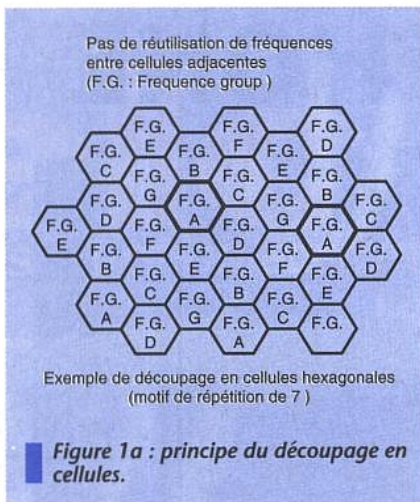 Pas de réutilisation de fréquences
entre cellules adjacentes
(F.G. : Frequence group )
F.G. F.G. F.G.
E F D
F.G. F.G. F.G.
C B E
F.G. F.G. F.G.
G C B
F.G. F.G. F.G. F.G.
D A G C
F.G. F.G. F.G. F.G.
E F D A
F.G. F.G. F.G. F.G.
B E F D
F.G. F.G. F.G.
C B E
F.G. F.G. F.G.
A G C
F.G. F.G. F.G.
D A
Exemple de découpage en cellules hexagonales
(motif de répétition de 7 )
Figure 1a : principe du découpage en
cellules.